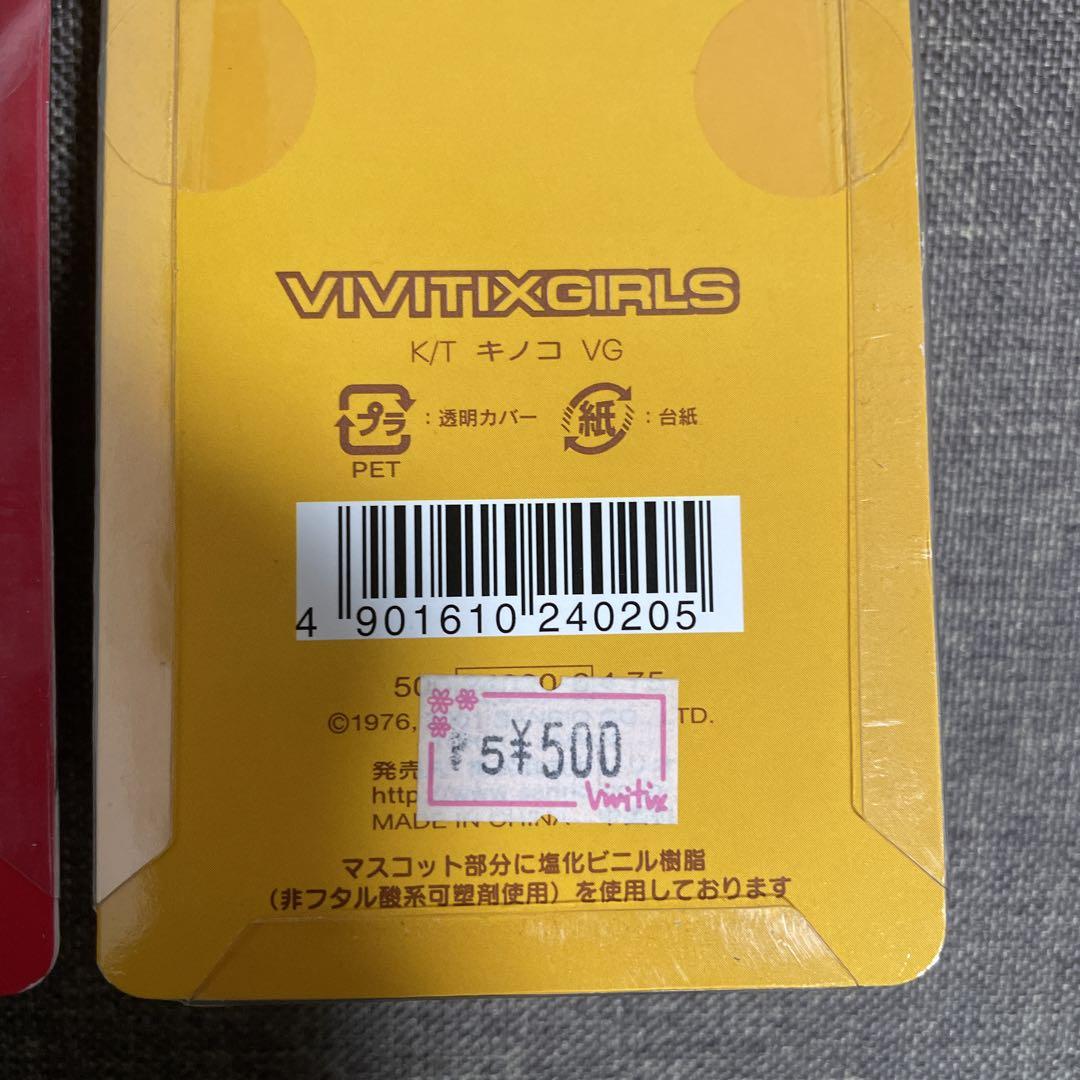 VIVITIXGIRLS
K/T キノコ VG
プラ :透明カバー 紙 :台紙
PET
4 901610 240205
©1976, TD.
¥500
Vivitix
発売
MADE IN CHINA
マスコット部分に塩化ビニル樹脂
(非フタル酸系可塑剤使用)を使用しております